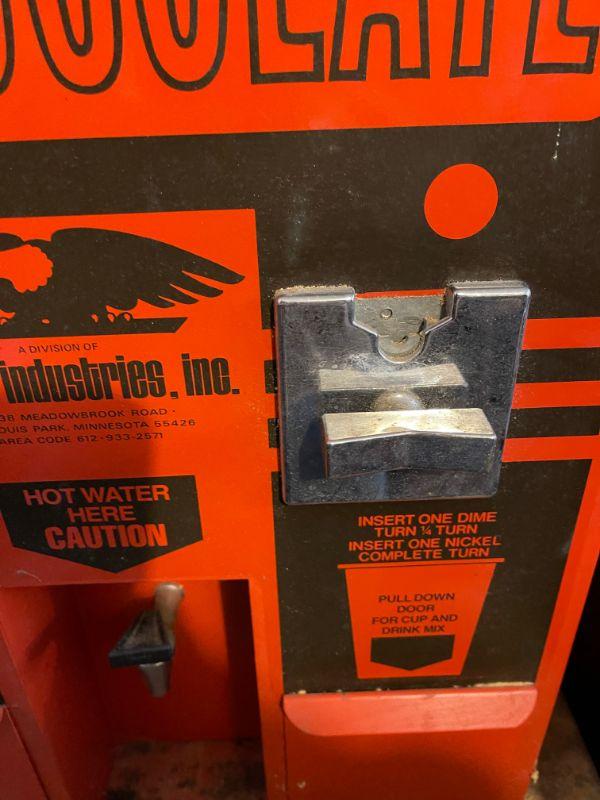 A DIVISION OF
industries, inc.
MEADOWBROOK ROAD ·
PARK, MINNESOTA 55426
AREA CODE 612-933-2571
HOT WATER
HERE
CAUTION
INSERT ONE DIME
TURN ¼ TURN
INSERT ONE NICKEL
COMPLETE TURN
PULL DOWN
DOOR
FOR CUP AND
DRINK MIX